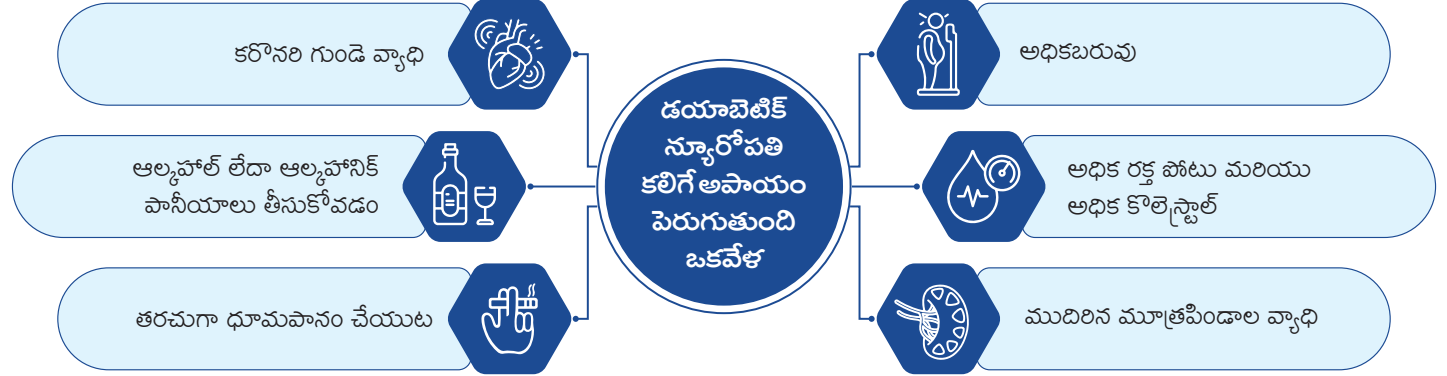 డయాబెటిక్
న్యూరోపతి
కలిగే అపాయం
పెరుగుతుంది
ఒకవేళ
కరొనరి గుండె వ్యాధి
ఆల్కహాల్ లేదా ఆల్కహానిక్
పానీయాలు తీసుకోవడం
తరచుగా ధూమపానం చేయుట
అధికబరువు
అధిక రక్త పోటు మరియు
అధిక కొలెస్ట్రాల్
ముదిరిన మూత్రపిండాల వ్యాధి